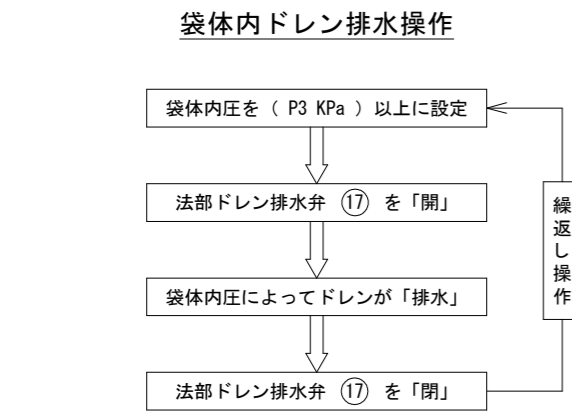 袋体内ドレン排水操作
袋体内圧を（ P3 KPa ）以上に設定
法部ドレン排水弁 ⑰ を「開」
袋体内圧によってドレンが「排水」
法部ドレン排水弁 ⑰ を「閉」
繰返し操作